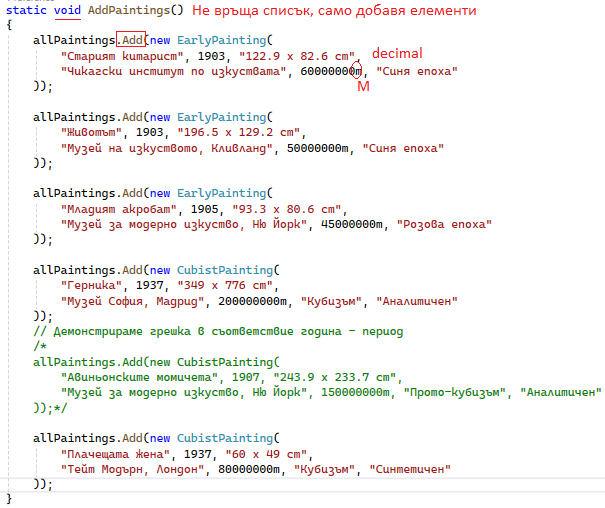 static void AddPaintings() Не връща списък, само добавя елементи
{
allPaintings.Add(new EarlyPainting(
"Старият китарист", 1903, "122.9 x 82.6 cm", decimal
"Чикагски институт по изкуствата", 60000000m, "Синя епоха"
)); M
allPaintings.Add(new EarlyPainting(
"Животът", 1903, "196.5 x 129.2 cm",
"Музей на изкуството, Кливланд", 50000000m, "Синя епоха"
));
allPaintings.Add(new EarlyPainting(
"Младият акробат", 1905, "93.3 x 80.6 cm",
"Музей за модерно изкуство, Ню Йорк", 45000000m, "Розова епоха"
));
allPaintings.Add(new CubistPainting(
"Герника", 1937, "349 x 776 cm",
"Музей София, Мадрид", 200000000m, "Кубизъм", "Аналитичен"
));
// Демонстрираме грешка в съответствие година - период
/*
allPaintings.Add(new CubistPainting(
"Авиньонските момичета", 1907, "243.9 x 233.7 cm",
"Музей за модерно изкуство, Ню Йорк", 150000000m, "Прото-кубизъм", "Аналитичен"
));*/
allPaintings.Add(new CubistPainting(
"Плачещата жена", 1937, "60 x 49 cm",
"Тейт Модърн, Лондон", 80000000m, "Кубизъм", "Синтетичен"
));
}